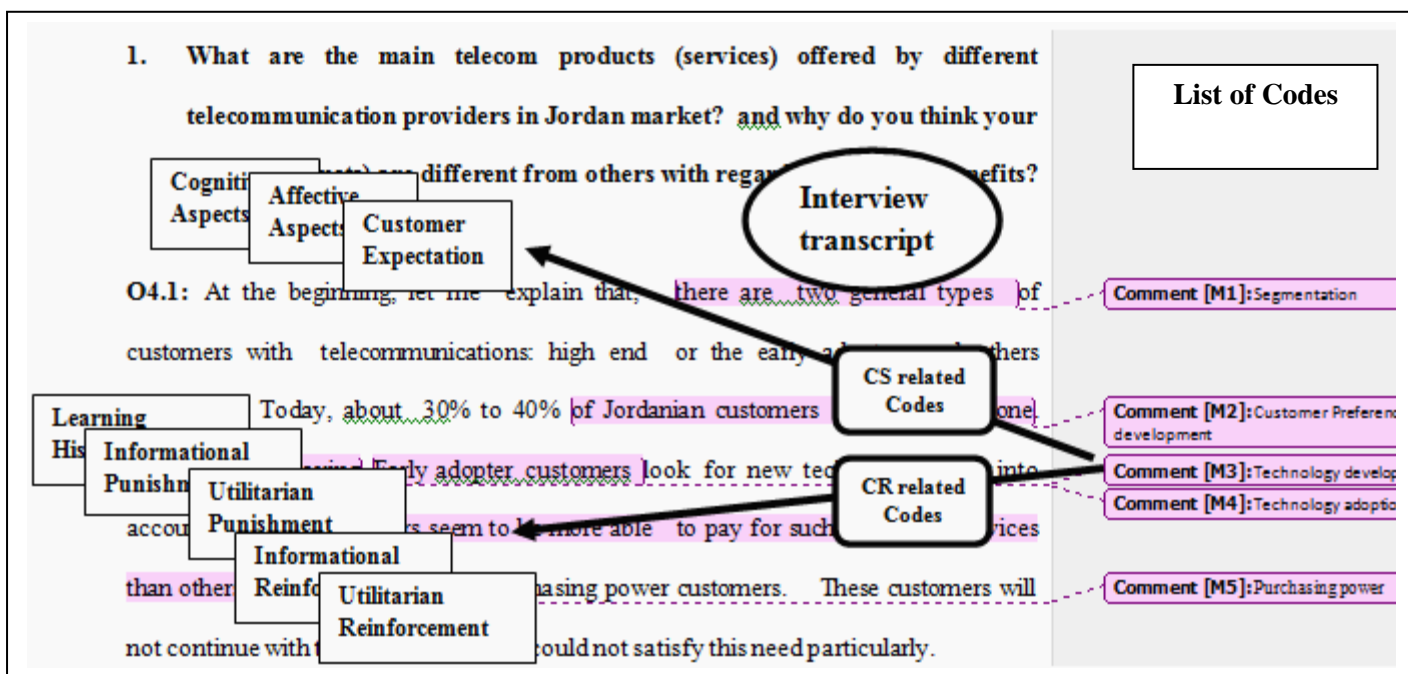 1. What are the main telecom products (services) offered by different
telecommunication providers in Jordan market? and why do you think your
different from others with
List of Codes
Cogniti
Aspects
Affective
Aspects
Customer
Expectation
Interview
transcript
O4.1: At the beginning, let me explain that, there are two general types of
customers with telecommunications: high end or the early
CS related
Codes
Today, about 30% to 40% of Jordanian customers
Learning
His
Informational
Punishm
Utilitarian
Punishment
Informational
Reinfo
Utilitarian
Reinforcement
Early adopter customers look for new into
CR related
Codes
accou seem to be more able to pay for such
than other power customers. These customers will
not continue with could not satisfy this need particularly.
Comment [M1]: Segmentation
Comment [M2]: Customer Preferenc
development
Comment [M3]: Technology develop
Comment [M4]: Technology adoptio
Comment [M5]: Purchasing power